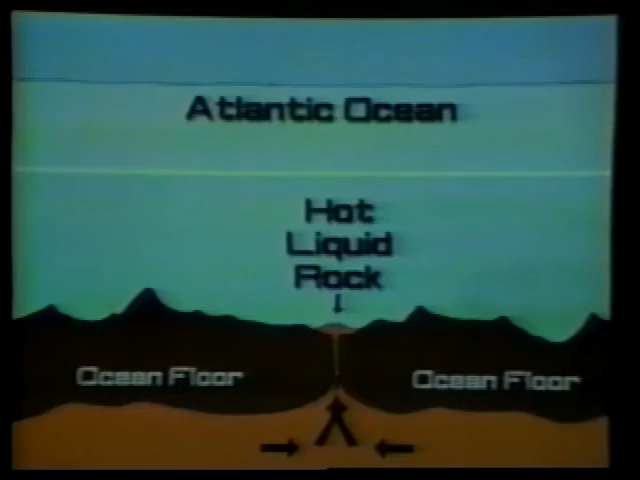 Atlantic Ocean
Hot
Liquid
Rock
Ocean Floor
Ocean Floor